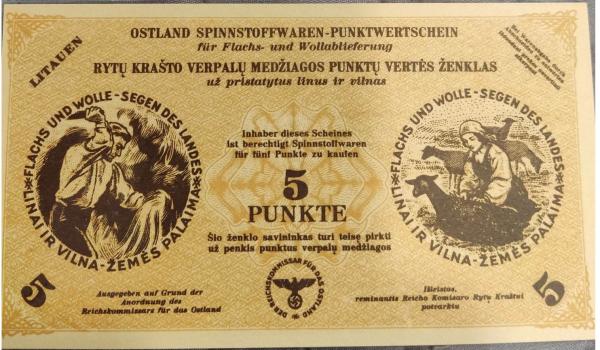 OSTLAND SPINNSTOFFWAREN-PUNKTWERTSCHEIN
für Flachs- und Wollablieferung
RYTŲ KRAŠTO VERPALŲ MEDŽIAGOS PUNKTŲ VERTĖS ŽENKLAS
už pristatytus linus ir vilnas
LITAUEN
Bei Warenabgabe durch
FLACHS UND WOLLE-SEGEN DES LANDES
LINAI IR VILNA-ŽEMĖS PALAIMA
Inhaber dieses Scheines
ist berechtigt Spinnstoffwaren
für fünf Punkte zu kaufen
5
PUNKTE
Šio ženklo savininkas turi teisę pirkti
už penkis punktus verpalų medžiagos
FLACHS UND WOLLE-SEGEN DES LANDES
LINAI IR VILNA-ŽEMĖS PALAIMA
5
Ausgegeben auf Grund der
Anordnung des
Reichskommissars für das Ostland
DER REICHSKOMMISSAR FÜR DAS OSTLAND
Išleistas,
remiantis Reicho Komisaro Rytų Kraštui
potvarkiu
5